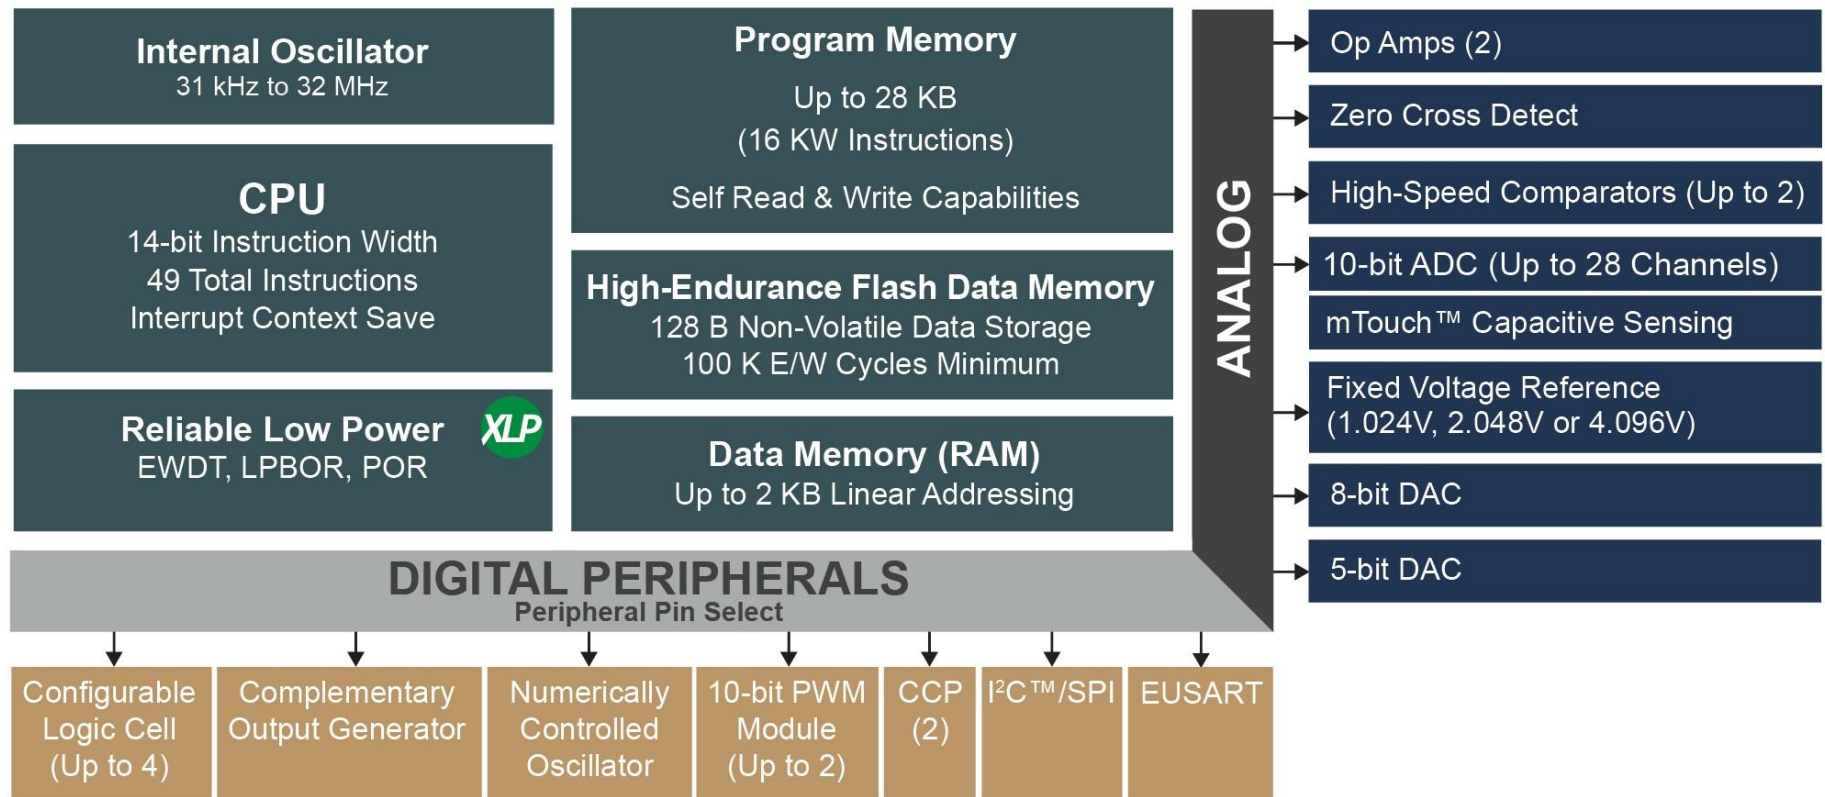 Internal Oscillator
31 kHz to 32 MHz
CPU
14-bit Instruction Width
49 Total Instructions
Interrupt Context Save
Reliable Low Power
XLP
EWDT, LPBOR, POR
Program Memory
Up to 28 KB
(16 KW Instructions)
Self Read & Write Capabilities
High-Endurance Flash Data Memory
128 B Non-Volatile Data Storage
100 K E/W Cycles Minimum
Data Memory (RAM)
Up to 2 KB Linear Addressing
ANALOG
Op Amps (2)
Zero Cross Detect
High-Speed Comparators (Up to 2)
10-bit ADC (Up to 28 Channels)
mTouch™ Capacitive Sensing
Fixed Voltage Reference
(1.024V, 2.048V or 4.096V)
8-bit DAC
5-bit DAC
DIGITAL PERIPHERALS
Peripheral Pin Select
Configurable
Logic Cell
(Up to 4)
Complementary
Output Generator
Numerically
Controlled
Oscillator
10-bit PWM
Module
(Up to 2)
CCP
(2)
I²C™/SPI
EUSART